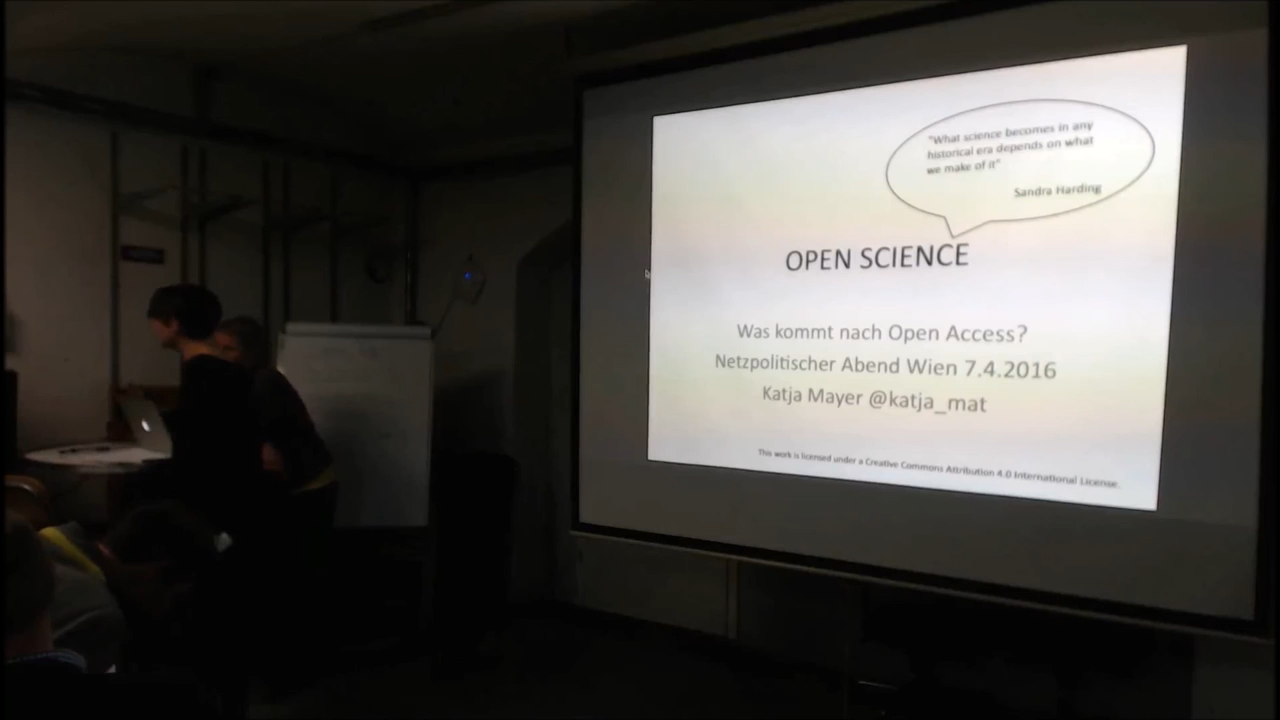 "What science becomes in any
historical era depends on what
we make of it"
Sandra Harding
OPEN SCIENCE
Was kommt nach Open Access?
Netzpolitischer Abend Wien 7.4.2016
Katja Mayer @katja_mat
This work is licensed under a Creative Commons Attribution 4.0 International License.